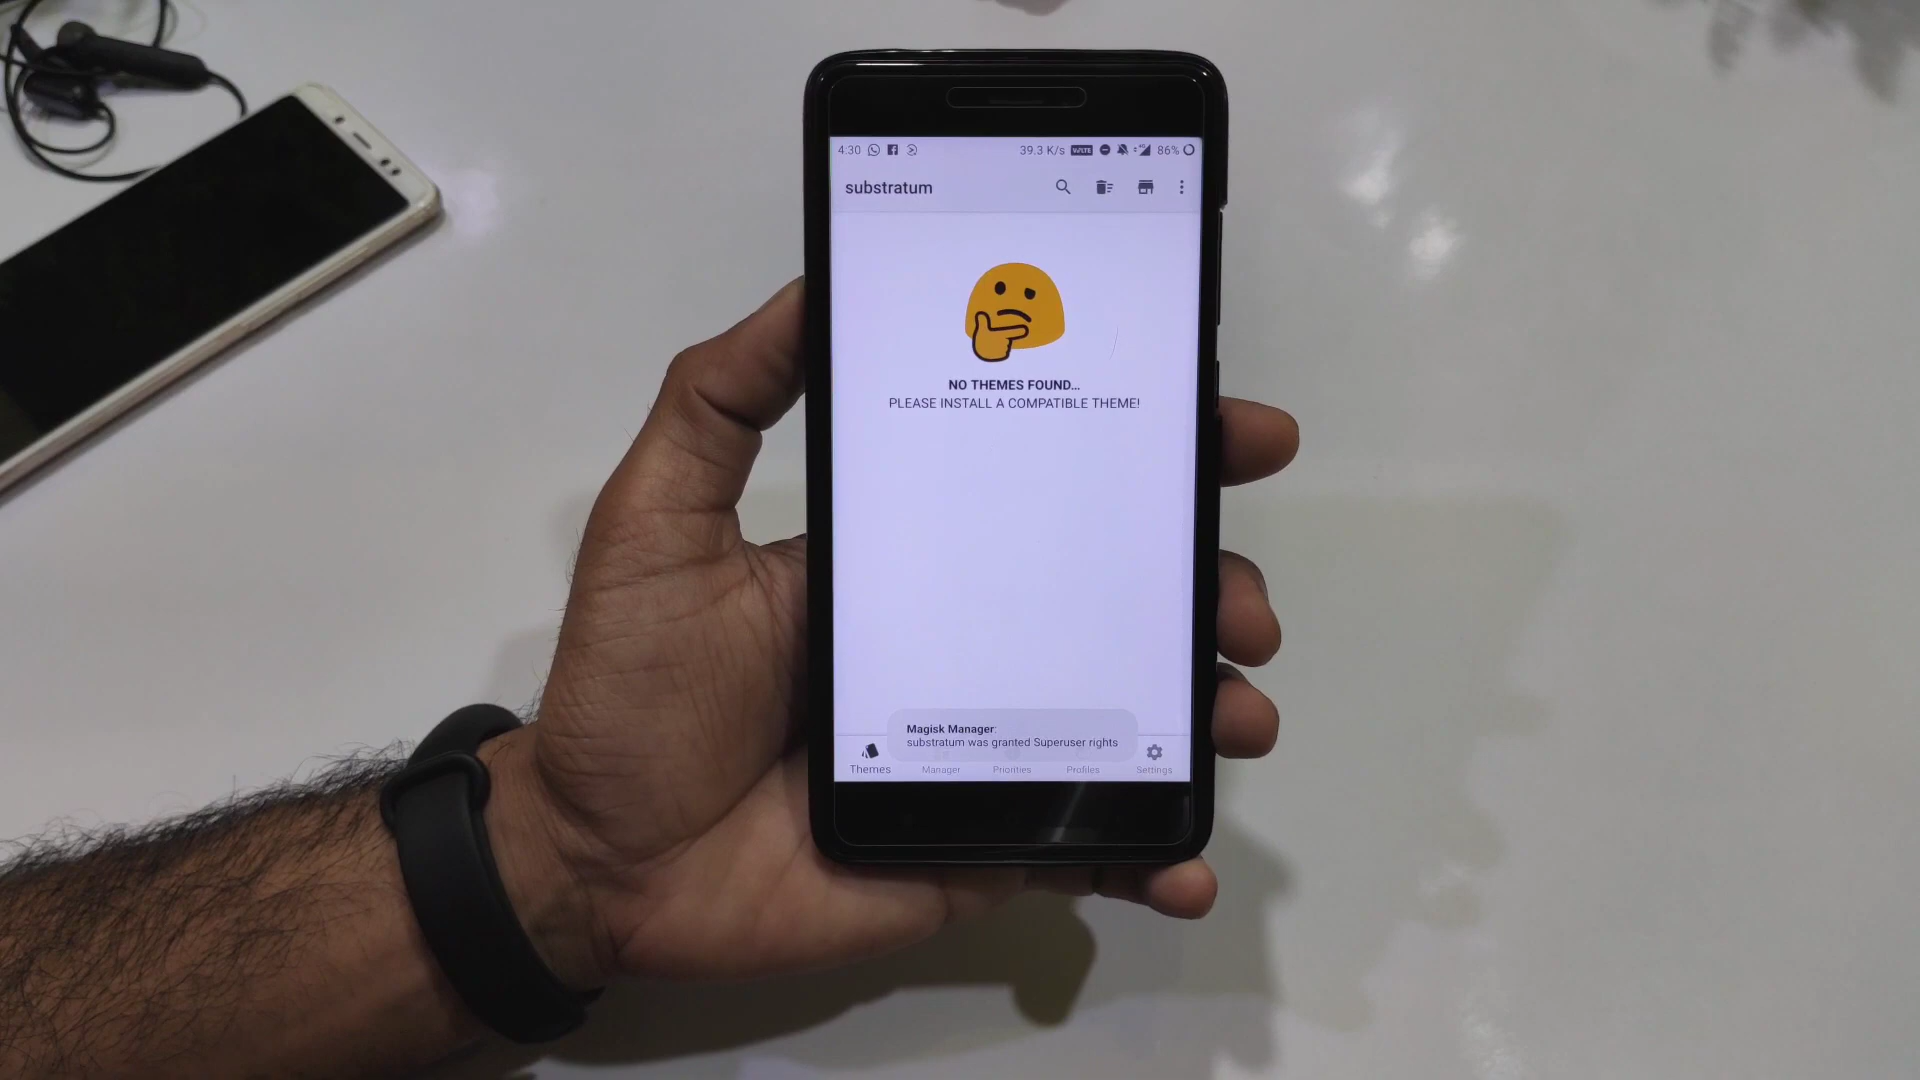 4:30 39.3 K/s VoLTE 86%
substratum
NO THEMES FOUND...
PLEASE INSTALL A COMPATIBLE THEME!
Magisk Manager:
substratum was granted Superuser rights
Themes Manager Priorities Profiles Settings